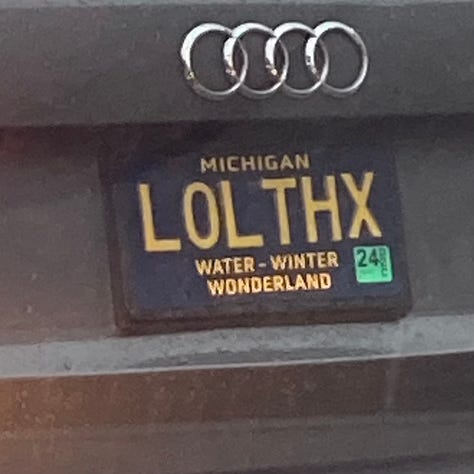 MICHIGAN
LOLTHX
WATER-WINTER
WONDERLAND
24